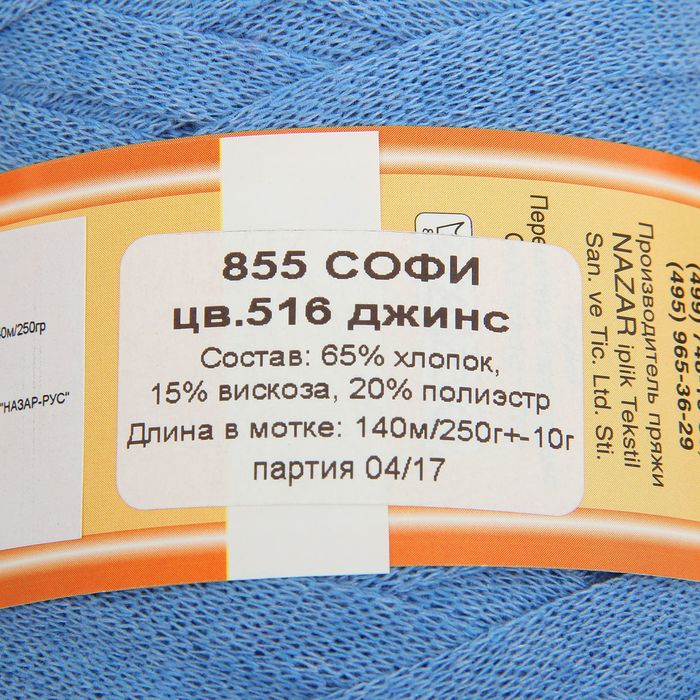 855 СОФИ
цв.516 джинс
Состав: 65% хлопок,
15% вискоза, 20% полиэстр
Длина в мотке: 140м/250г+-10г
партия 04/17
м/250гр
"НАЗАР-РУС"
Производитель пряжи
NAZAR iplik Tekstil
San. ve Tic. Ltd. Sti.
(495) 965-36-29